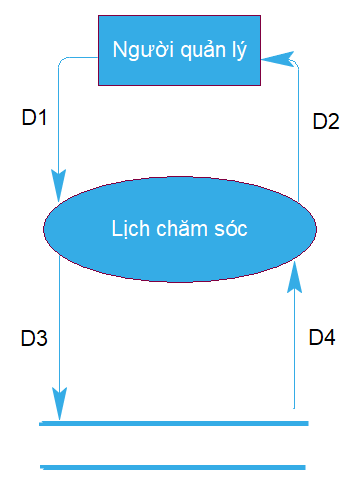 Người quản lý
D1
D2
Lịch chăm sóc
D3
D4